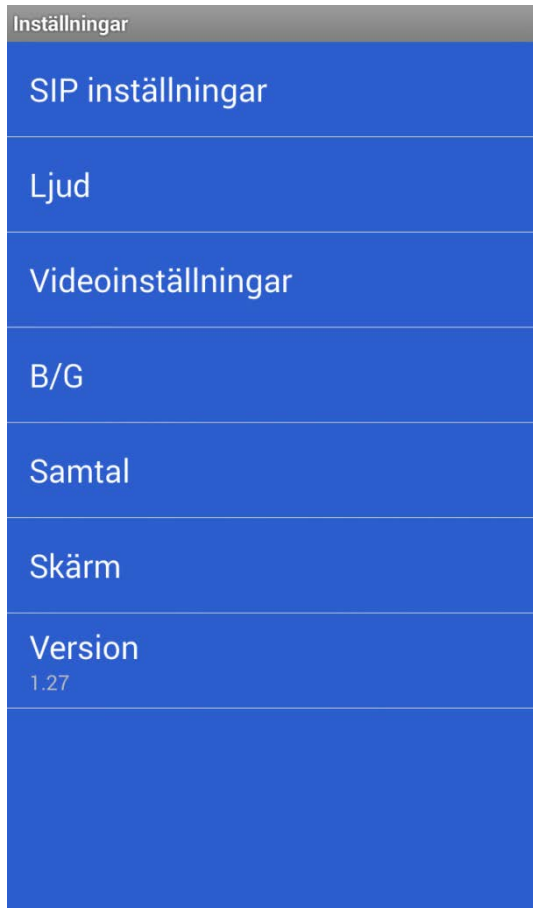 Inställningar
SIP inställningar
Ljud
Videoinställningar
B/G
Samtal
Skärm
Version
1.27